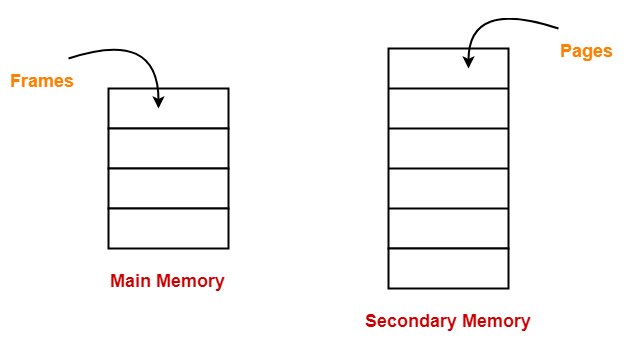 Frames
Pages
Main Memory
Secondary Memory